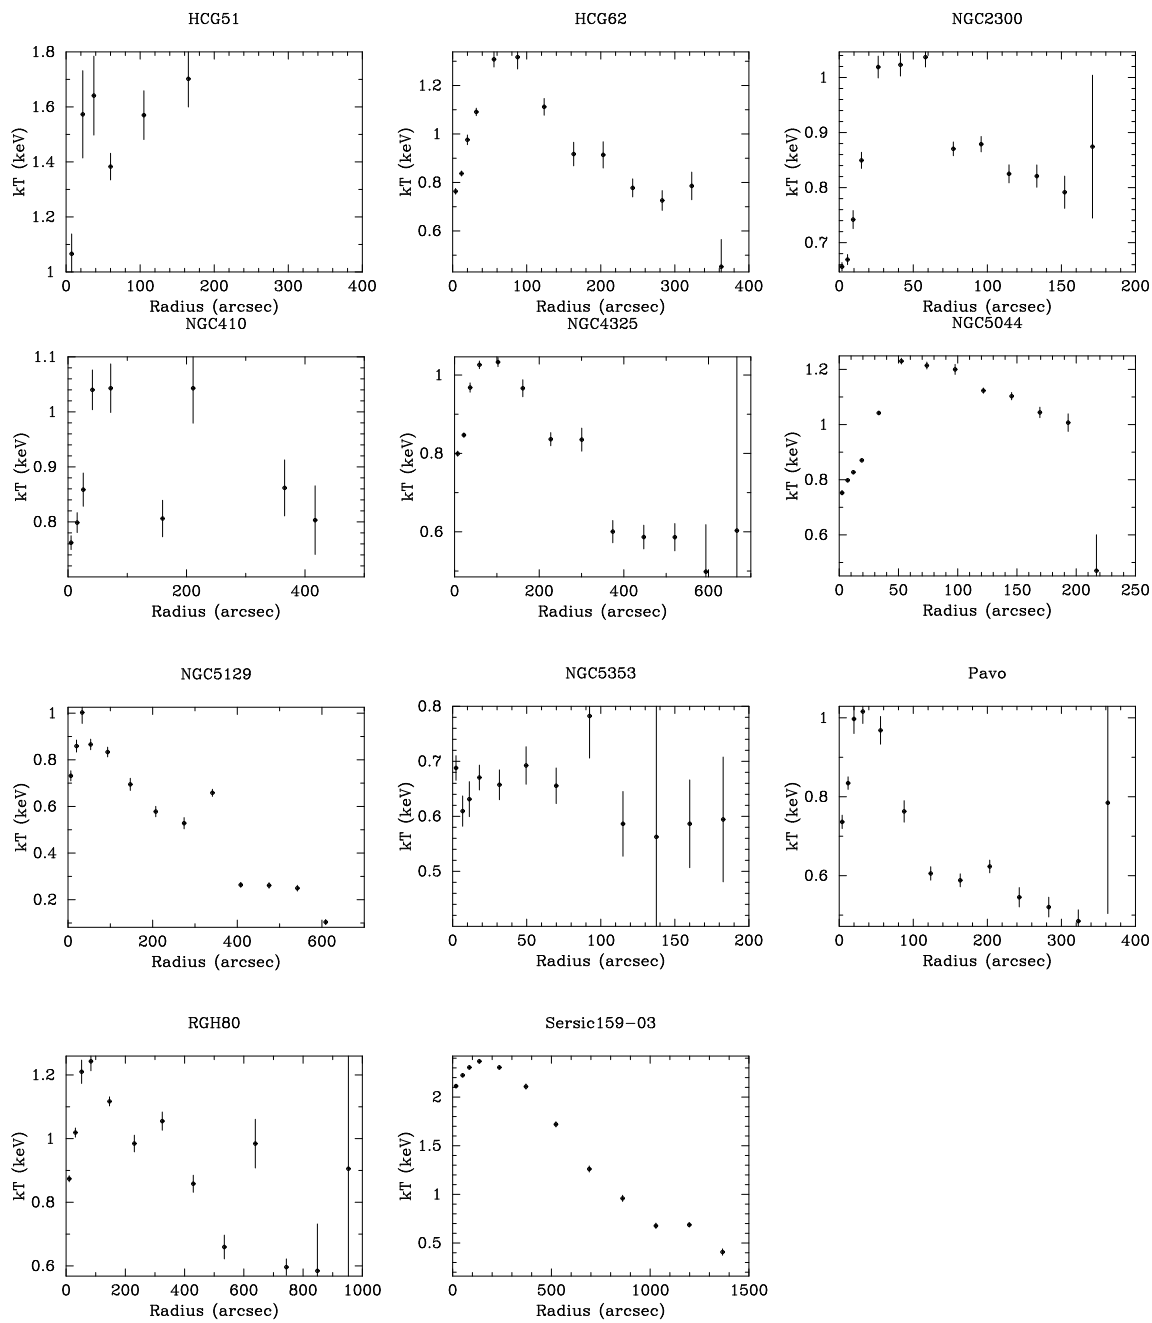 HCG51
HCG62
NGC2300
1.8
1.6
1.4
1.2
1
kT (keV)
0 100 200 300 400
Radius (arcsec)
1.2
1
0.8
0.6
kT (keV)
0 100 200 300 400
Radius (arcsec)
1
0.9
0.8
0.7
kT (keV)
0 50 100 150 200
Radius (arcsec)
NGC410
NGC4325
NGC5044
1.1
1
0.9
0.8
kT (keV)
0 200 400
Radius (arcsec)
1
0.8
0.6
kT (keV)
0 200 400 600
Radius (arcsec)
1.2
1
0.8
0.6
kT (keV)
0 50 100 150 200 250
Radius (arcsec)
NGC5129
NGC5353
Pavo
1
0.8
0.6
0.4
0.2
kT (keV)
0 200 400 600
Radius (arcsec)
0.8
0.7
0.6
0.5
kT (keV)
0 50 100 150 200
Radius (arcsec)
1
0.8
0.6
kT (keV)
0 100 200 300 400
Radius (arcsec)
RGH80
Sersic159−03
1.2
1
0.8
0.6
kT (keV)
0 200 400 600 800 1000
Radius (arcsec)
2
1.5
1
0.5
kT (keV)
0 500 1000 1500
Radius (arcsec)